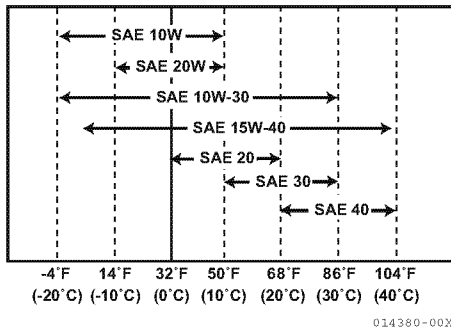 SAE 10W
SAE 20W
SAE 10W-30
SAE 15W-40
SAE 20
SAE 30
SAE 40
-4˚F 14˚F 32˚F 50˚F 68˚F 86˚F 104˚F
(-20˚C) (-10˚C) (0˚C) (10˚C) (20˚C) (30˚C) (40˚C)
014380-00X